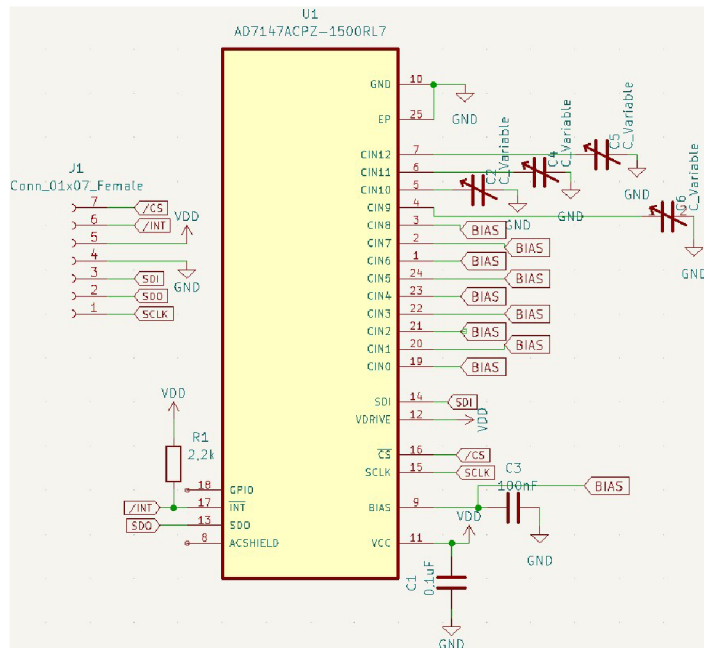 U1
AD7147ACPZ-1500RL7
GND
10
EP
25
GND
CIN12
7
CIN11
6
CIN10
5
CIN9
4
CIN8
3
BIAS
CIN7
2
BIAS
CIN6
1
BIAS
CIN5
24
BIAS
CIN4
23
BIAS
CIN3
22
BIAS
CIN2
21
BIAS
CIN1
20
BIAS
CIN0
19
BIAS
C2
C_Variable
C4
C_Variable
C5
C_Variable
C6
C_Variable
1
2
GND
GND
GND
GND
J1
Conn_01x07_Female
7
/CS
6
/INT
5
VDD
4
GND
3
SDI
2
SDO
1
SCLK
SDI
14
SDI
VDRIVE
12
VDD
CS
16
/CS
SCLK
15
SCLK
C3
100nF
BIAS
BIAS
9
GND
VDD
VCC
11
C1
0.1uF
GND
VDD
R1
2,2k
18
GPIO
/INT
17
INT
SDO
13
SDO
8
ACSHIELD